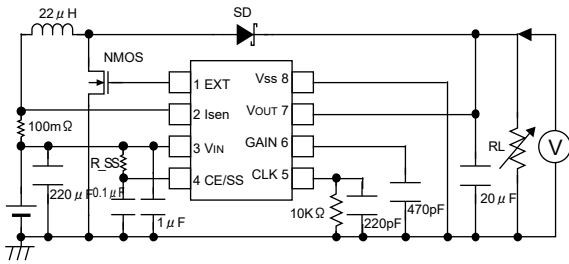 22μH
SD
NMOS
1 EXT
Vss 8
2 Isen
VOUT 7
100mΩ
3 VIN
GAIN 6
R_SS
4 CE/SS
CLK 5
220μF
0.1μF
1μF
10KΩ
220pF
470pF
20μF
RL
V